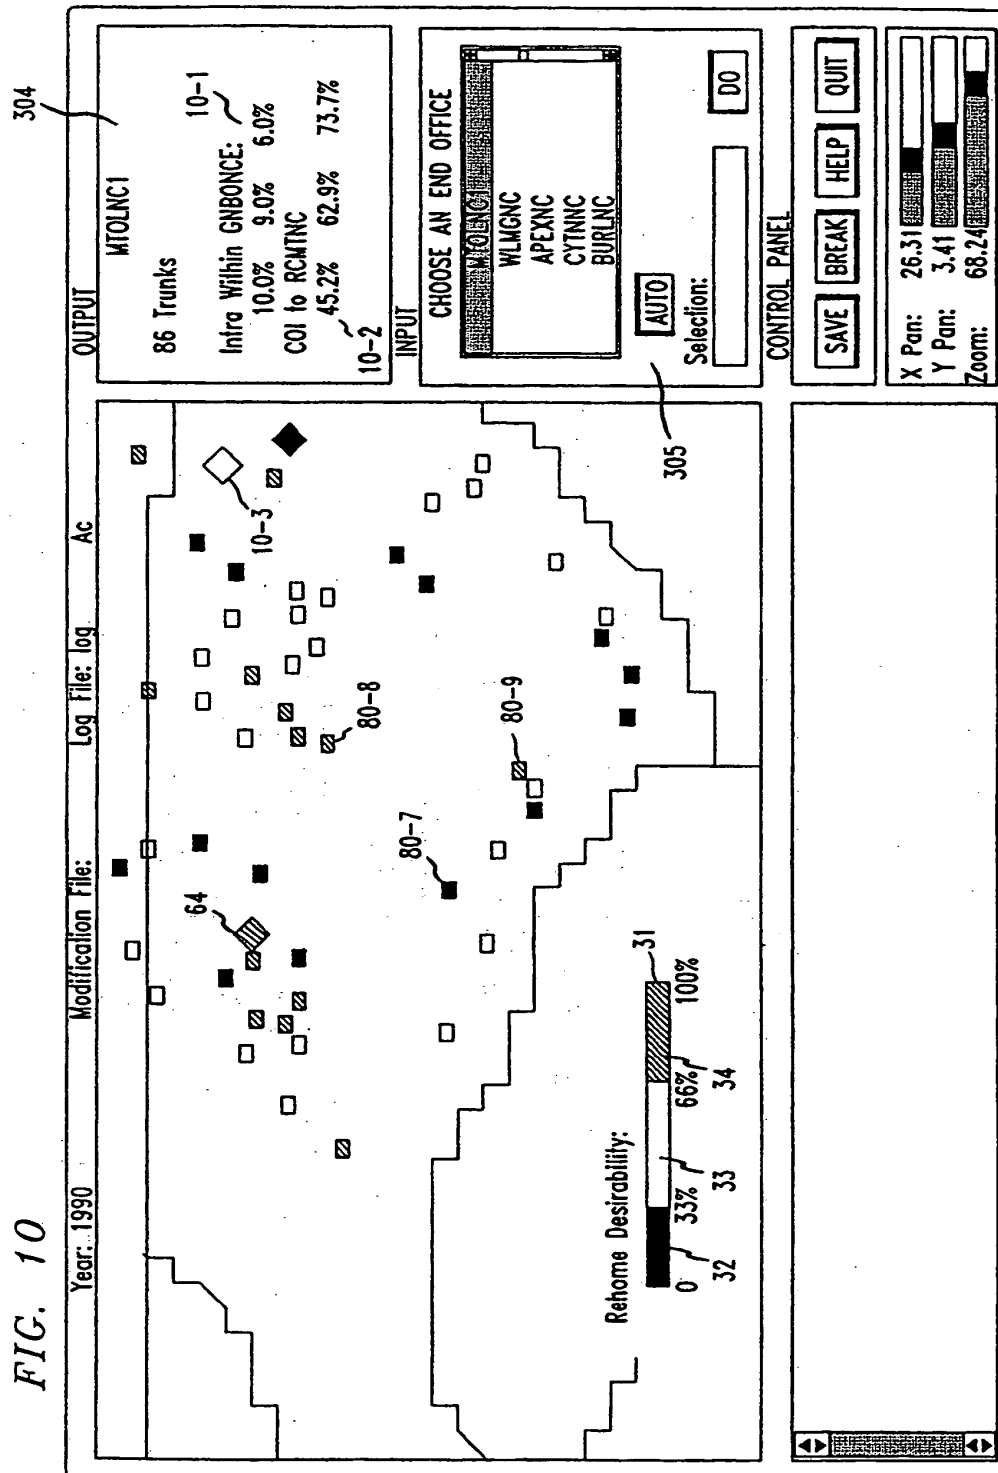 FIG. 10
Year: 1990 Modification File: Log File: log Ac
64
80-7
80-8
80-9
10-3
Rehome Desirability:
0 33% 66% 100%
31
32 33 34
304
OUTPUT
MTOLNC1
86 Trunks
Intra Wihin GNBONCE: 10-1
10.0% 9.0% 6.0%
COI to RCMTNC
45.2% 62.9% 73.7%
10-2
INPUT
CHOOSE AN END OFFICE
MTOLNC1
WLMGNC
APEXNC
CYTNNC
BURLNC
AUTO
305
Selection:
DO
CONTROL PANEL
SAVE BREAK HELP QUIT
X Pan: 26.31
Y Pan: 3.41
Zoom: 68.24